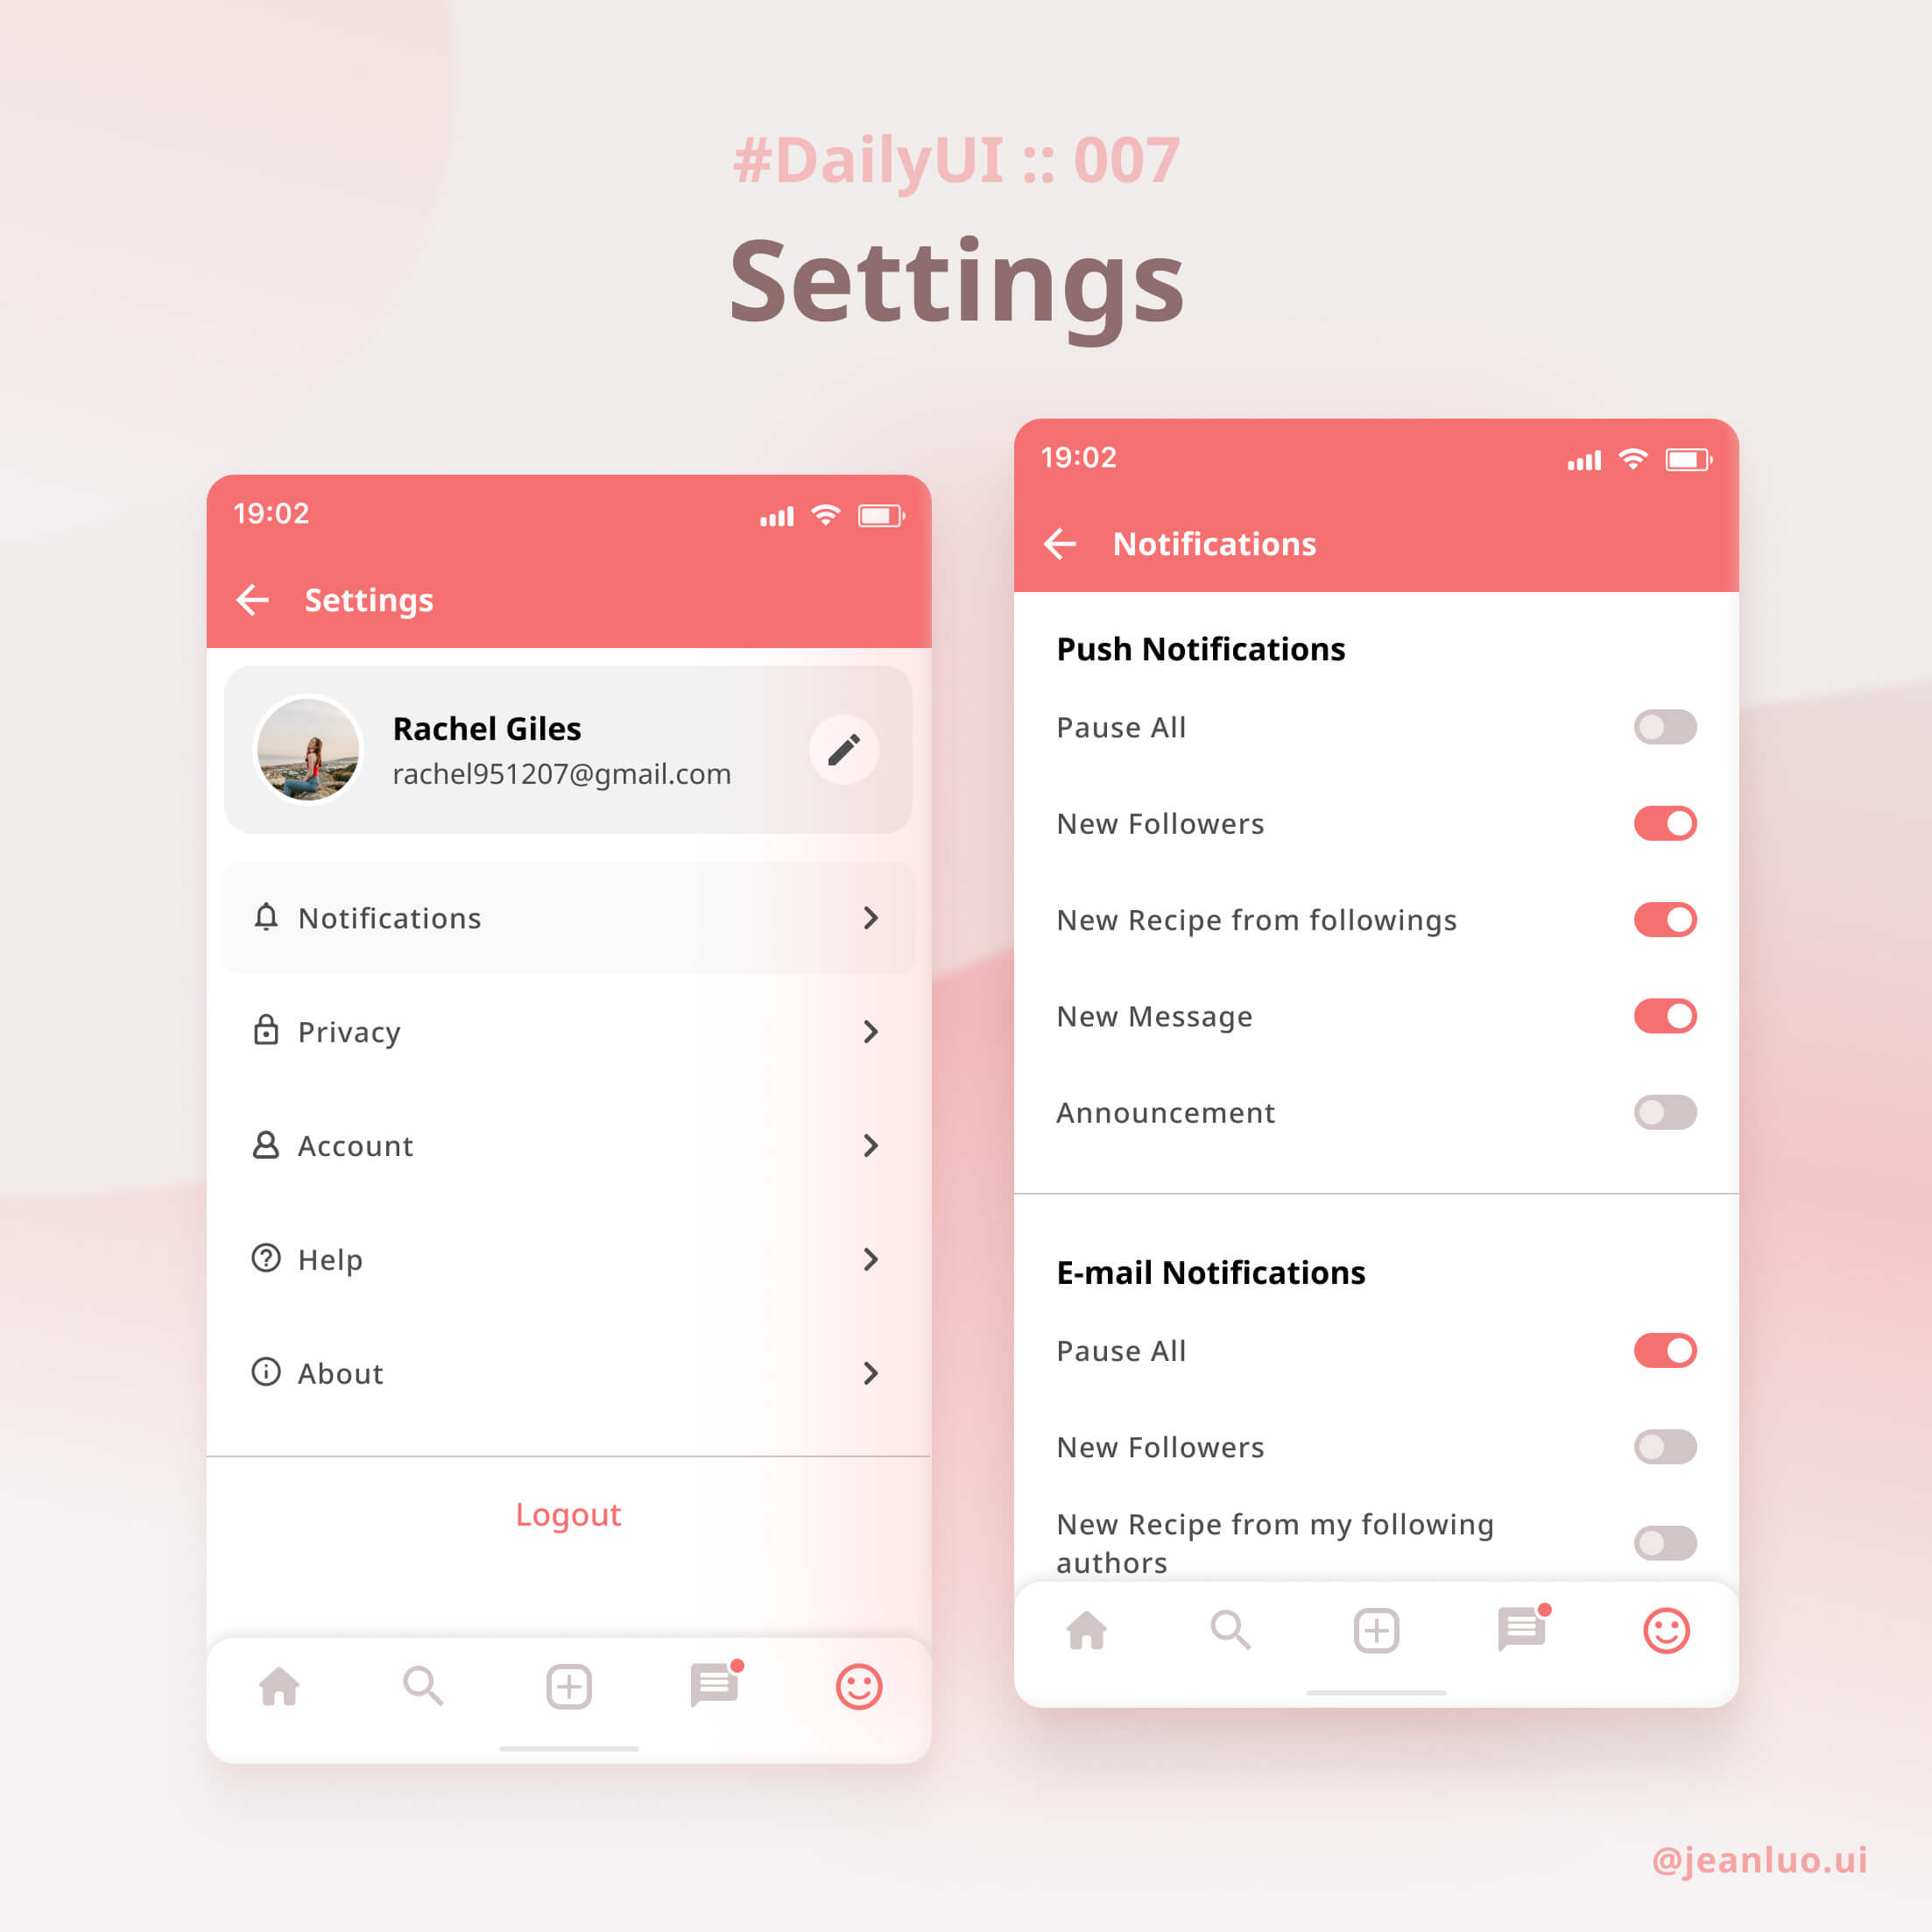 #DailyUI :: 007
Settings
19:02
Settings
Rachel Giles
rachel951207@gmail.com
Notifications
Privacy
Account
Help
About
Logout
19:02
Notifications
Push Notifications
Pause All
New Followers
New Recipe from followings
New Message
Announcement
E-mail Notifications
Pause All
New Followers
New Recipe from my following
authors
@jeanluo.ui